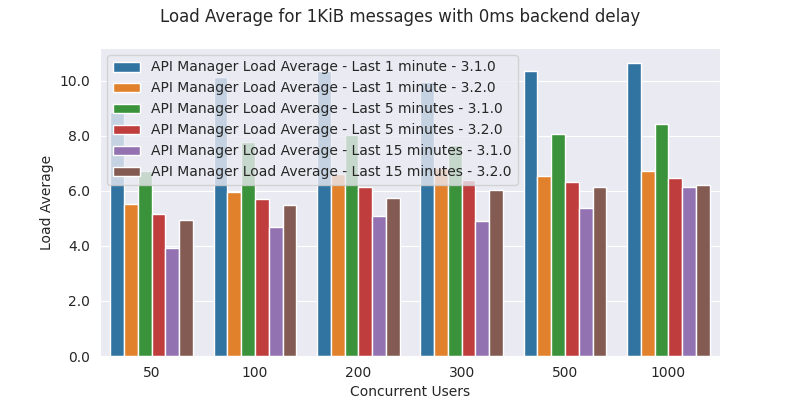 Load Average for 1KiB messages with 0ms backend delay
API Manager Load Average - Last 1 minute - 3.1.0
API Manager Load Average - Last 1 minute - 3.2.0
API Manager Load Average - Last 5 minutes - 3.1.0
API Manager Load Average - Last 5 minutes - 3.2.0
API Manager Load Average - Last 15 minutes - 3.1.0
API Manager Load Average - Last 15 minutes - 3.2.0
Load Average
10.0
8.0
6.0
4.0
2.0
0.0
50 100 200 300 500 1000
Concurrent Users